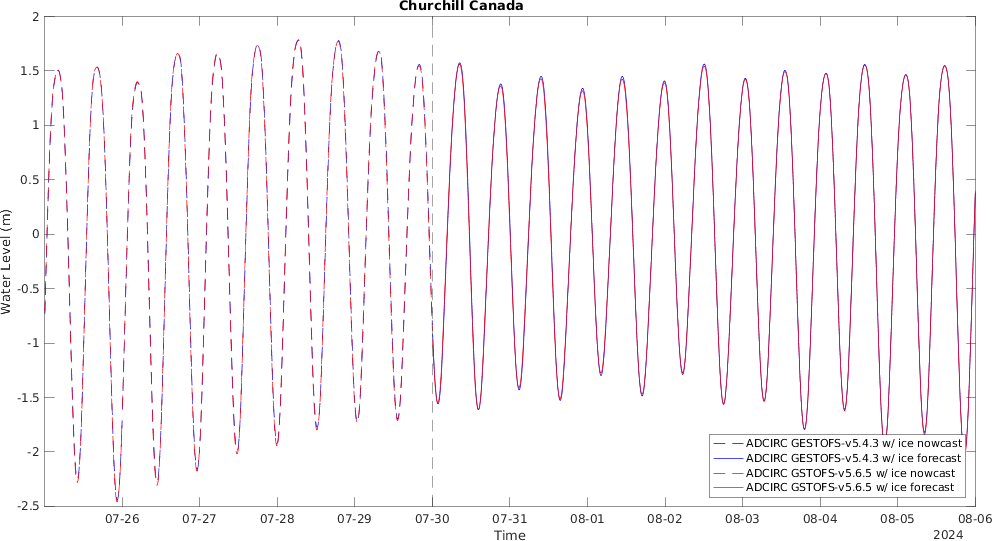 Churchill Canada
2
1.5
1
0.5
0
-0.5
-1
-1.5
-2
-2.5
Water Level (m)
ADCIRC GESTOFS-v5.4.3 w/ ice nowcast
ADCIRC GESTOFS-v5.4.3 w/ ice forecast
ADCIRC GSTOFS-v5.6.5 w/ ice nowcast
ADCIRC GSTOFS-v5.6.5 w/ ice forecast
07-26 07-27 07-28 07-29 07-30 07-31 08-01 08-02 08-03 08-04 08-05 08-06
Time
2024